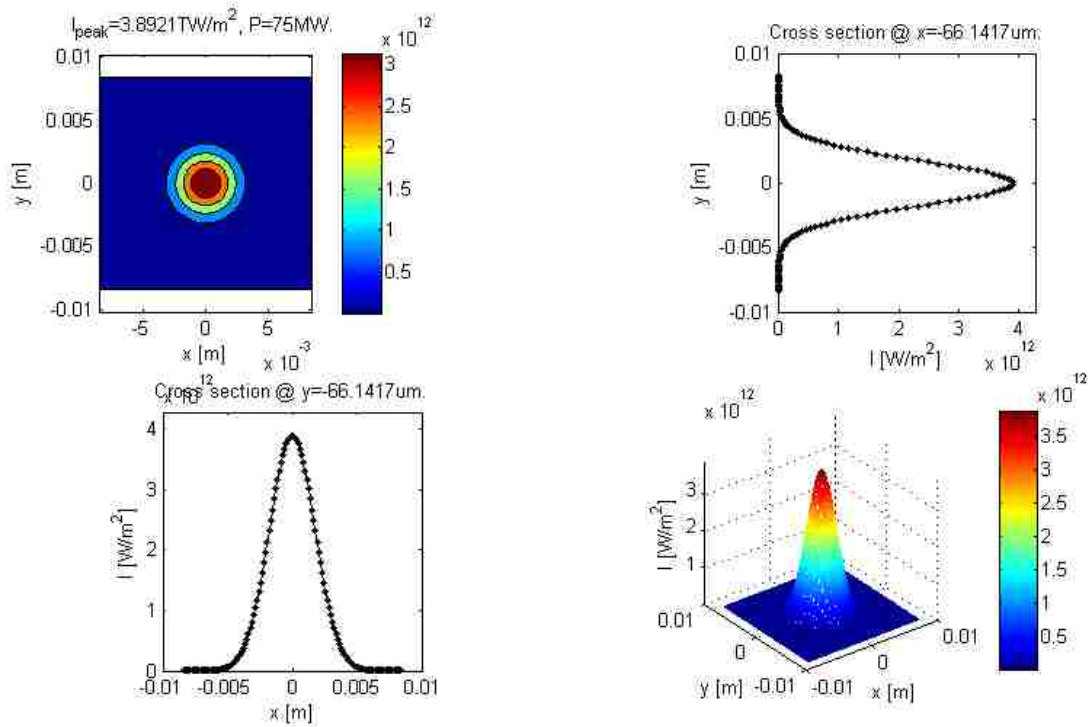 I_peak=3.8921TW/m^2, P=75MW.
x 10^12
0.01
0.005
0
-0.005
-0.01
y [m]
-5 0 5
x [m]
x 10^-3
3
2.5
2
1.5
1
0.5
Cross section @ x=-66.1417um.
0.01
0.005
0
-0.005
-0.01
y [m]
0 1 2 3 4
I [W/m^2]
x 10^12
x 10^12
Cross section @ y=-66.1417um.
4
3
2
1
0
I [W/m^2]
-0.01 -0.005 0 0.005 0.01
x [m]
x 10^12
3
2
1
I [W/m^2]
0.01
0
-0.01
y [m]
-0.01
0
0.01
x [m]
x 10^12
3.5
3
2.5
2
1.5
1
0.5